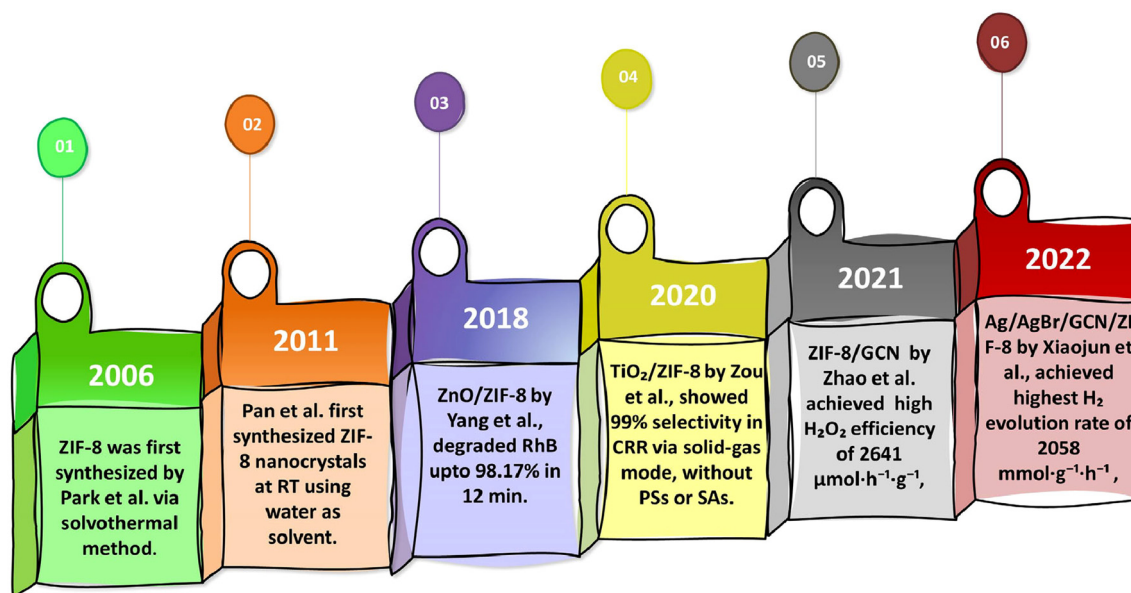 01
02
03
04
05
06
2006
ZIF-8 was first
synthesized by
Park et al. via
solvothermal
method.
2011
Pan et al. first
synthesized ZIF-
8 nanocrystals
at RT using
water as
solvent.
2018
ZnO/ZIF-8 by
Yang et al.,
degraded RhB
upto 98.17% in
12 min.
2020
TiO₂/ZIF-8 by Zou
et al., showed
99% selectivity in
CRR via solid-gas
mode, without
PSs or SAs.
2021
ZIF-8/GCN by
Zhao et al.
achieved high
H₂O₂ efficiency
of 2641
μmol·h⁻¹·g⁻¹,
2022
Ag/AgBr/GCN/ZI
F-8 by Xiaojun et
al., achieved
highest H₂
evolution rate of
2058
mmol·g⁻¹·h⁻¹,